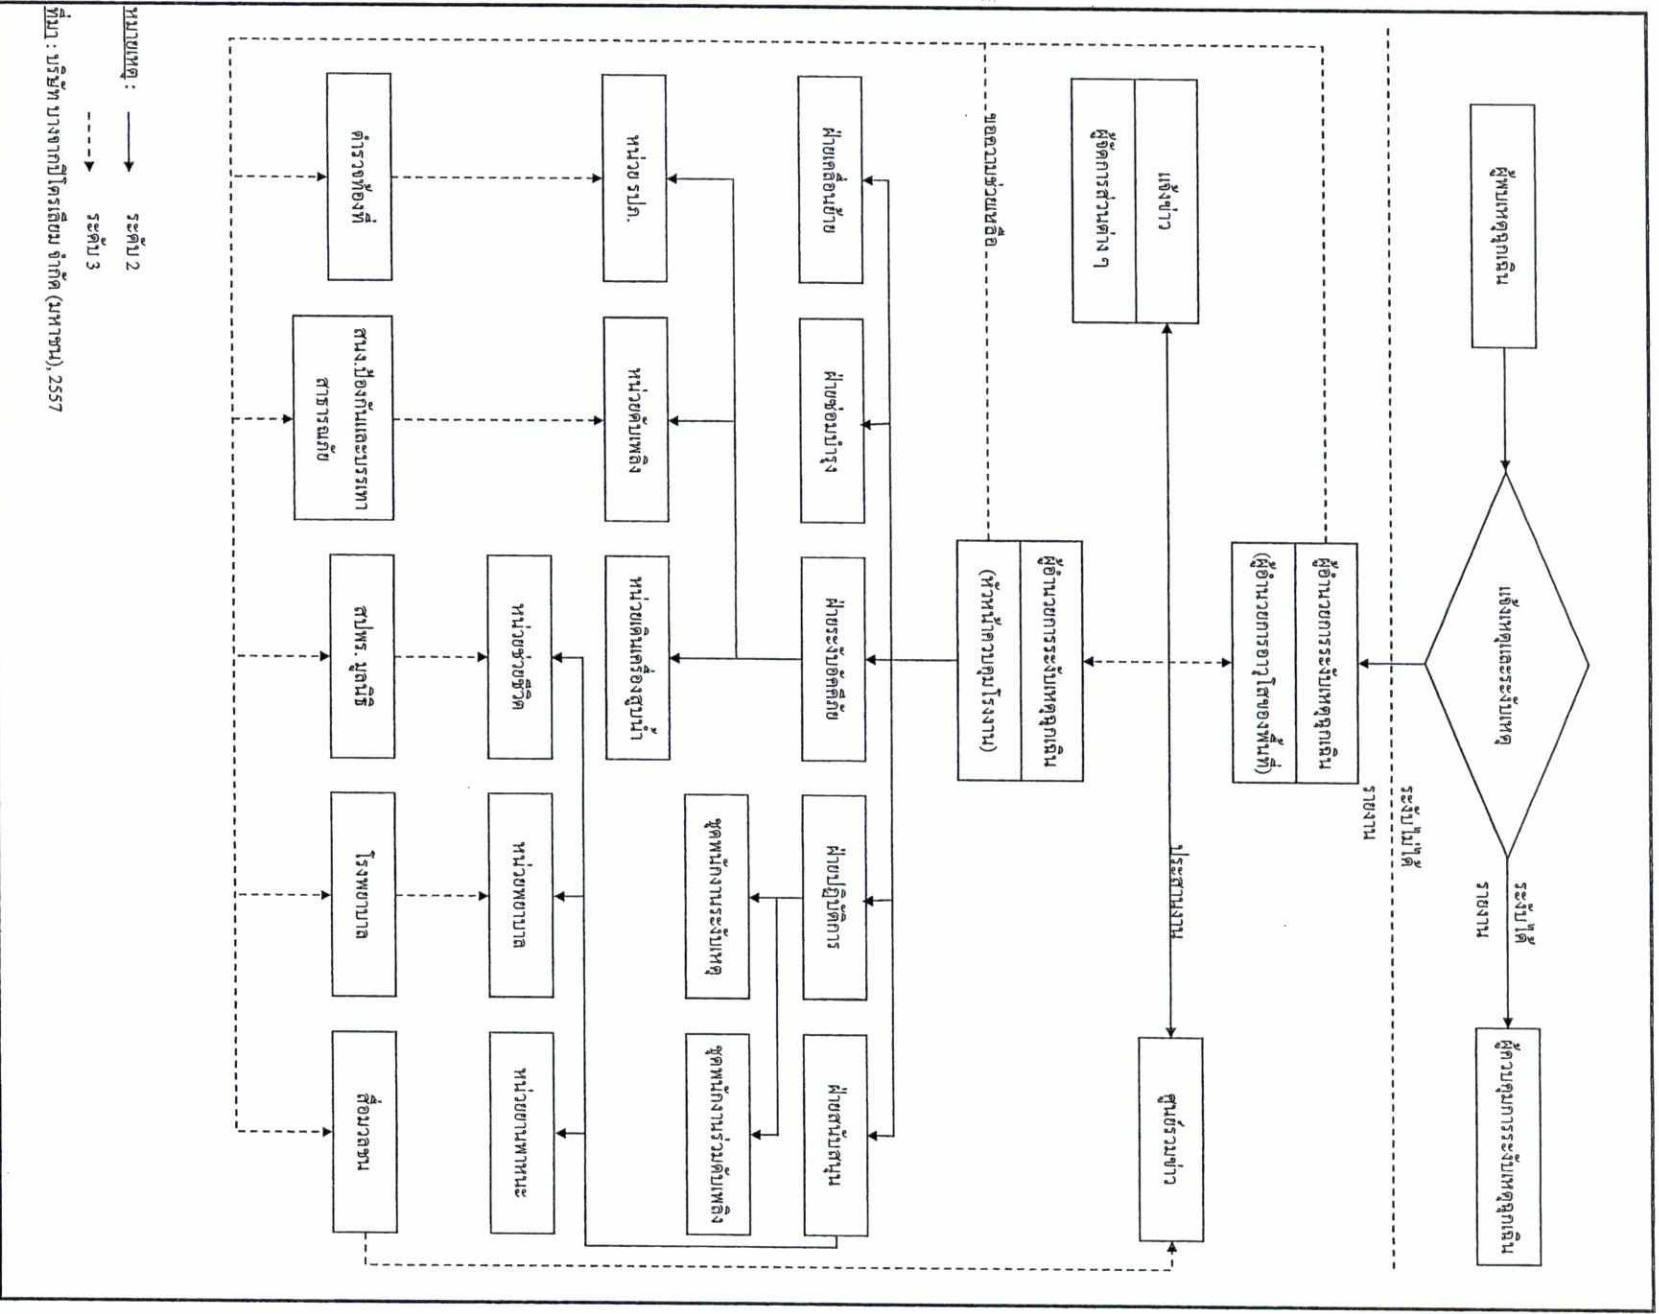 ผู้พบเหตุฉุกเฉิน
แจ้งเหตุและระงับเหตุ
ระงับได้
รายงาน
ผู้ควบคุมการระงับเหตุฉุกเฉิน
ระงับไม่ได้
รายงาน
ผู้อำนวยการระงับเหตุฉุกเฉิน
(ผู้อำนวยการอาวุโสของพื้นที่)
แจ้งข่าว
ผู้จัดการส่วนต่าง ๆ
ประสานงาน
ศูนย์รวมข่าว
ผู้อำนวยการระงับเหตุฉุกเฉิน
(หัวหน้าควบคุมโรงงาน)
ขอความช่วยเหลือ
ฝ่ายเคลื่อนย้าย
ฝ่ายซ่อมบำรุง
ฝ่ายระงับอัคคีภัย
ฝ่ายปฏิบัติการ
ฝ่ายสนับสนุน
ชุดพนักงานระงับเหตุ
ชุดพนักงานร่วมดับเพลิง
หน่วย รปภ.
หน่วยดับเพลิง
หน่วยเดินเครื่องสูบน้ำ
หน่วยช่วยชีวิต
หน่วยพยาบาล
หน่วยยานพาหนะ
ตำรวจท้องที่
สนง.ป้องกันและบรรเทา
สาธารณภัย
สปพร. มูลนิธิ
โรงพยาบาล
สื่อมวลชน
หมายเหตุ : ระดับ 2
ระดับ 3
ที่มา : บริษัท บางจากปิโตรเลียม จำกัด (มหาชน), 2557